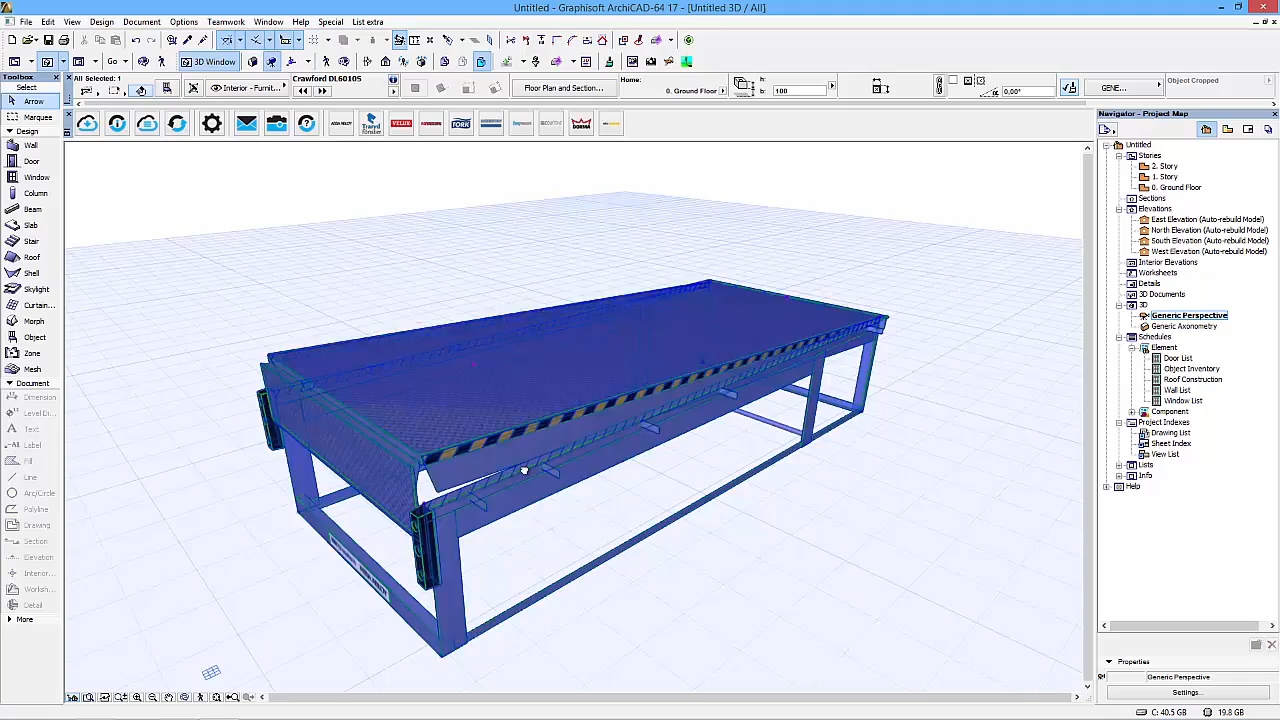 Untitled - Graphisoft ArchiCAD-64 17 - [Untitled 3D / All]
File Edit View Design Document Options Teamwork Window Help Special List extra
Go
3D Window
Toolbox
Select
Arrow
Marquee
Design
Wall
Door
Window
Column
Beam
Slab
Stair
Roof
Shell
Skylight
Curtain...
Morph
Object
Zone
Mesh
Document
Dimension
Level Di...
Text
Label
Fill
Line
Arc/Circle
Polyline
Drawing
Section
Elevation
Interior...
Worksh...
Detail
More
All Selected: 1
Interior - Furnit...
Crawford DL6010S
Floor Plan and Section...
Home:
0. Ground Floor
h:
b: 100
0,00°
GENE...
Object Cropped
VELUX
DORMA
Navigator - Project Map
Untitled
Stories
2. Story
1. Story
0. Ground Floor
Sections
Elevations
East Elevation (Auto-rebuild Model)
North Elevation (Auto-rebuild Model)
South Elevation (Auto-rebuild Model)
West Elevation (Auto-rebuild Model)
Interior Elevations
Worksheets
Details
3D Documents
3D
Generic Perspective
Generic Axonometry
Schedules
Element
Door List
Object Inventory
Roof Construction
Wall List
Window List
Component
Project Indexes
Drawing List
Sheet Index
View List
Lists
Info
Help
Properties
Generic Perspective
Settings...
C: 40.5 GB
19.8 GB